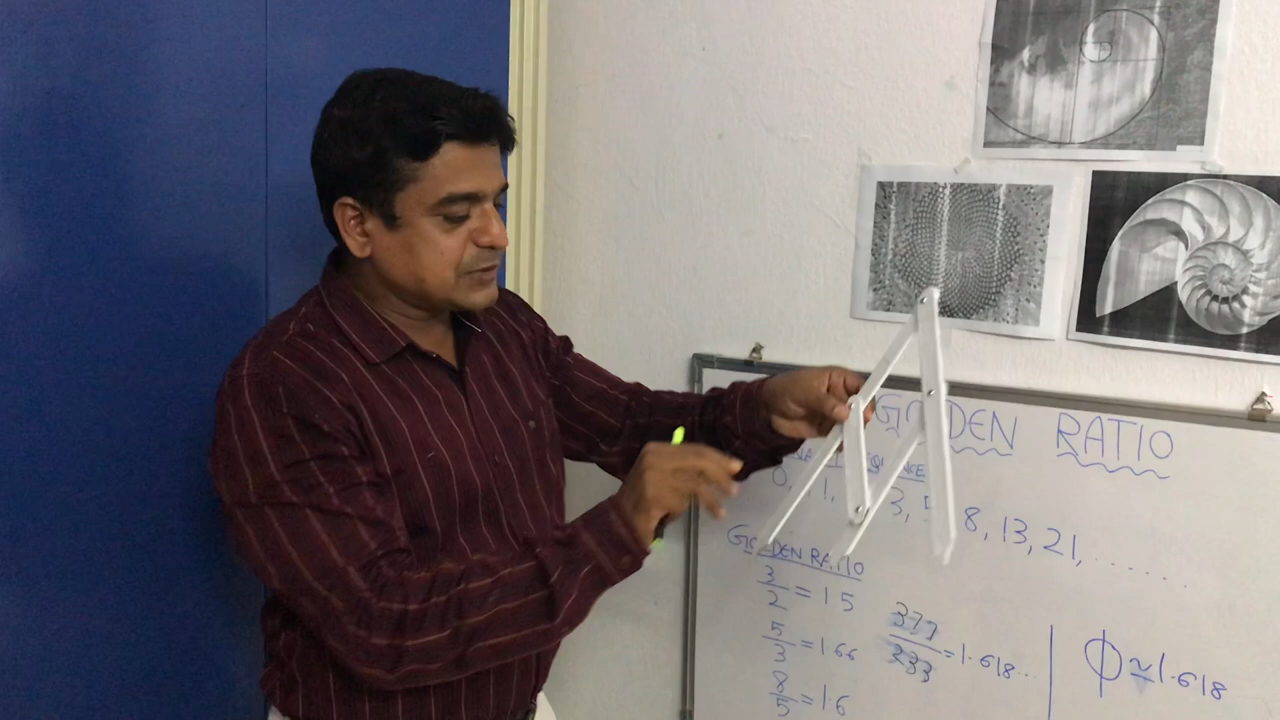 GOLDEN RATIO
0, 1, 3, 5, 8, 13, 21, ......
GOLDEN RATIO
3/2 = 1.5
5/3 = 1.66
377/233 = 1.618...
ϕ ≃ 1.618
8/5 = 1.6